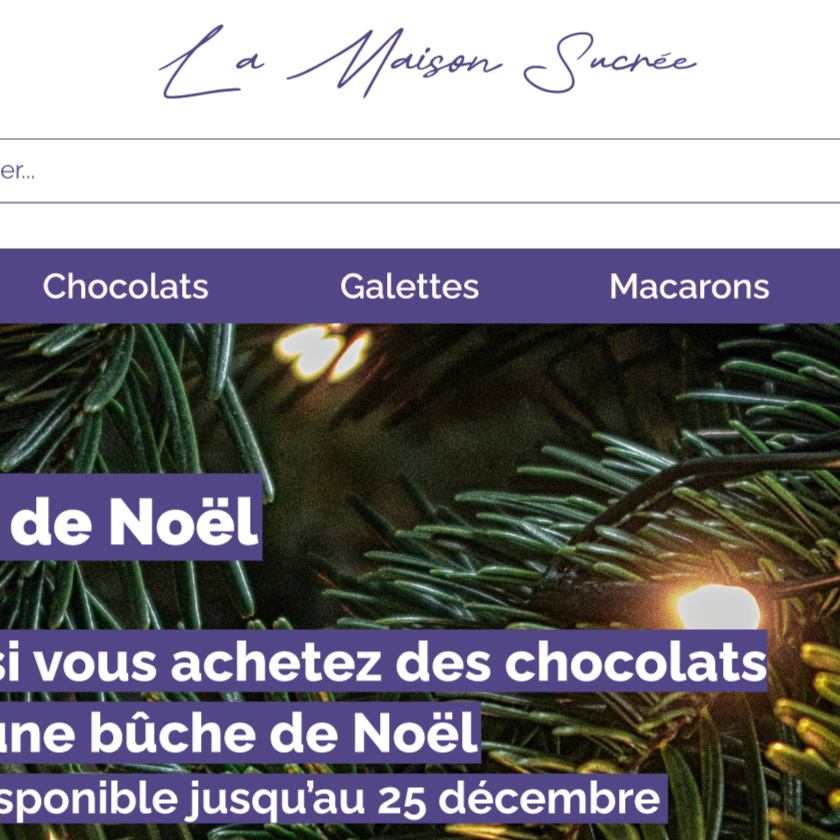 La Maison Sucrée
er...
Chocolats Galettes Macarons
de Noël
si vous achetez des chocolats
une bûche de Noël
sponible jusqu'au 25 décembre